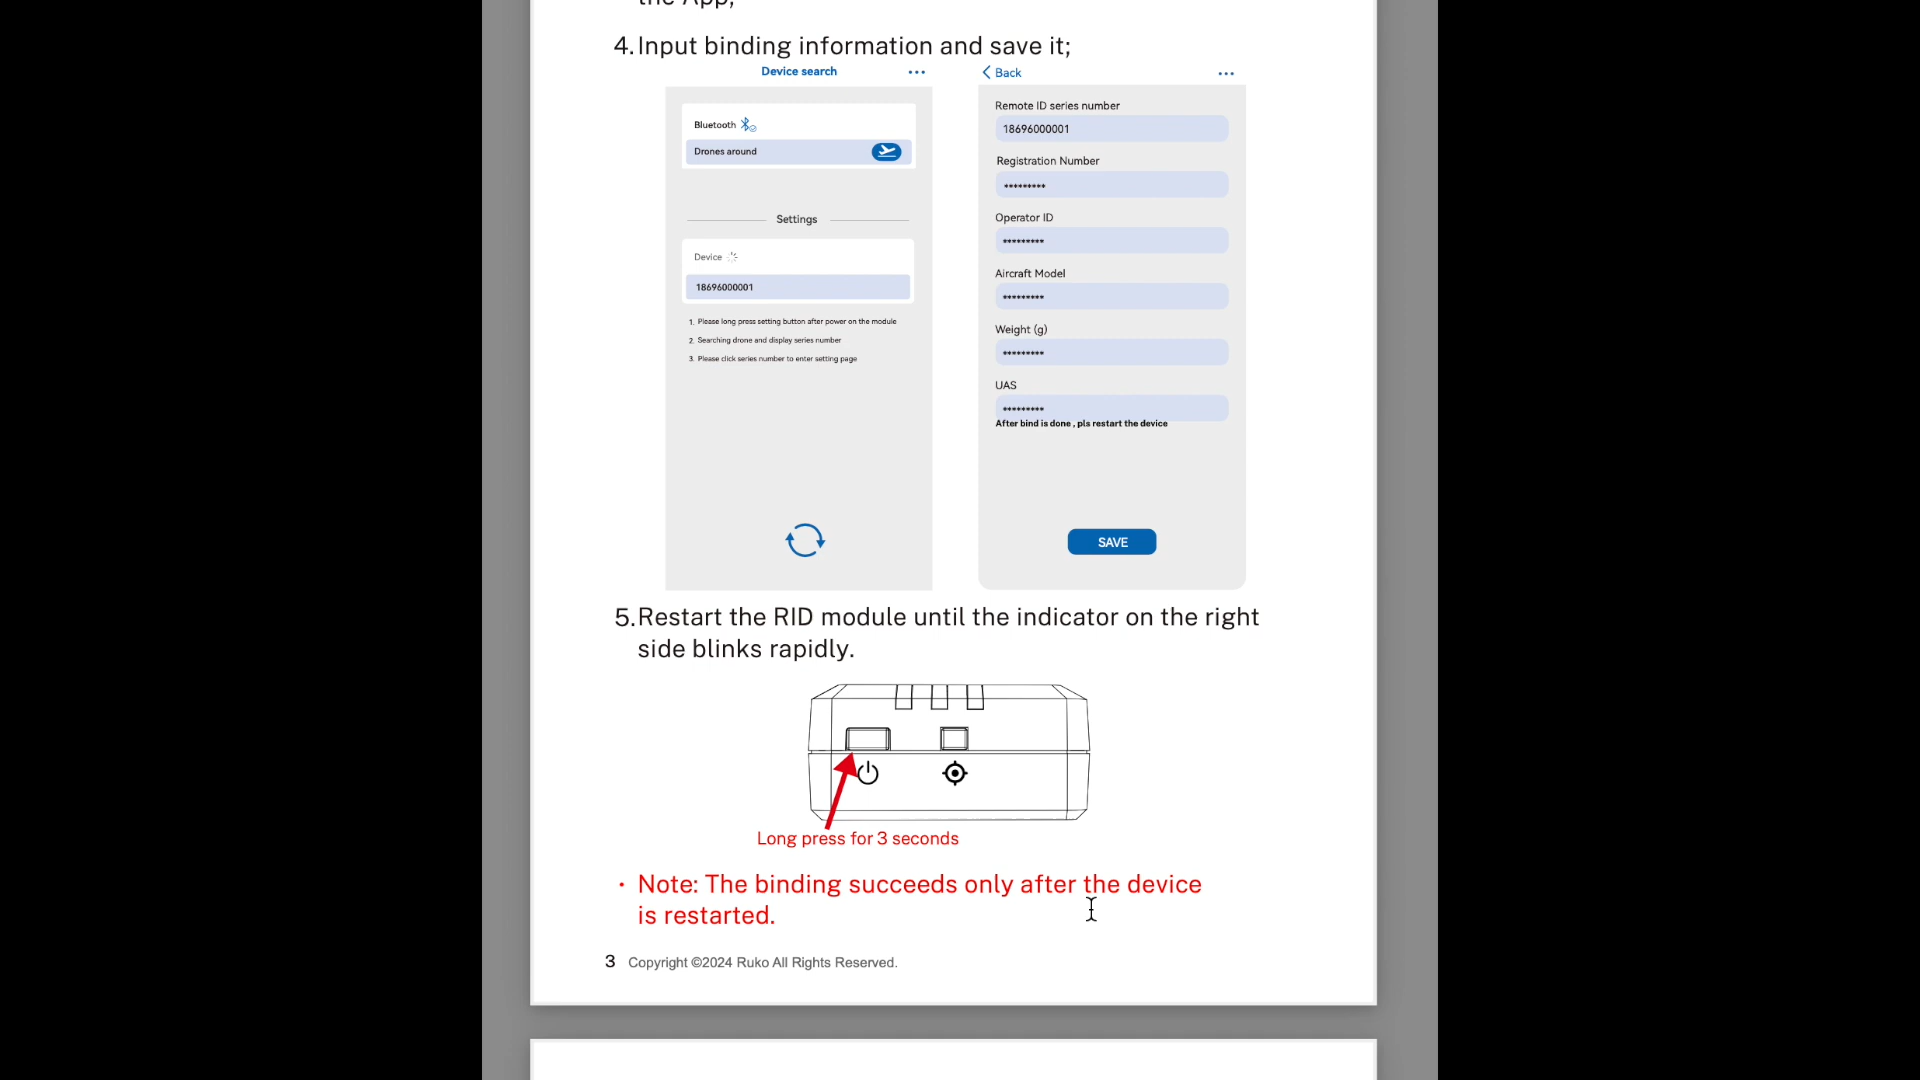 the App;
4. Input binding information and save it;
Device search
Bluetooth
Drones around
Settings
Device
18696000001
1. Please long press setting button after power on the module
2. Searching drone and display series number
3. Please click series number to enter setting page
Back
Remote ID series number
18696000001
Registration Number
*********
Operator ID
*********
Aircraft Model
*********
Weight (g)
*********
UAS
*********
After bind is done , pls restart the device
SAVE
5. Restart the RID module until the indicator on the right
side blinks rapidly.
Long press for 3 seconds
• Note: The binding succeeds only after the device
is restarted.
3 Copyright ©2024 Ruko All Rights Reserved.